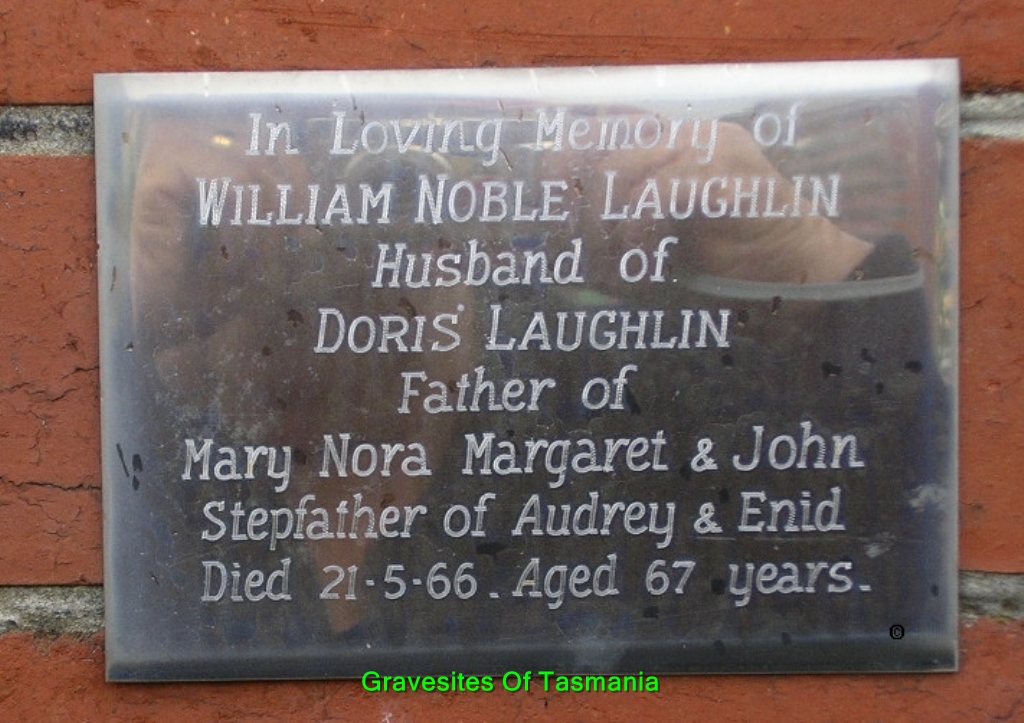 In Loving Memory of
WILLIAM NOBLE LAUGHLIN
Husband of
DORIS LAUGHLIN
Father of
Mary Nora Margaret & John
Stepfather of Audrey & Enid
Died 21-5-66. Aged 67 years.
©
Gravesites Of Tasmania